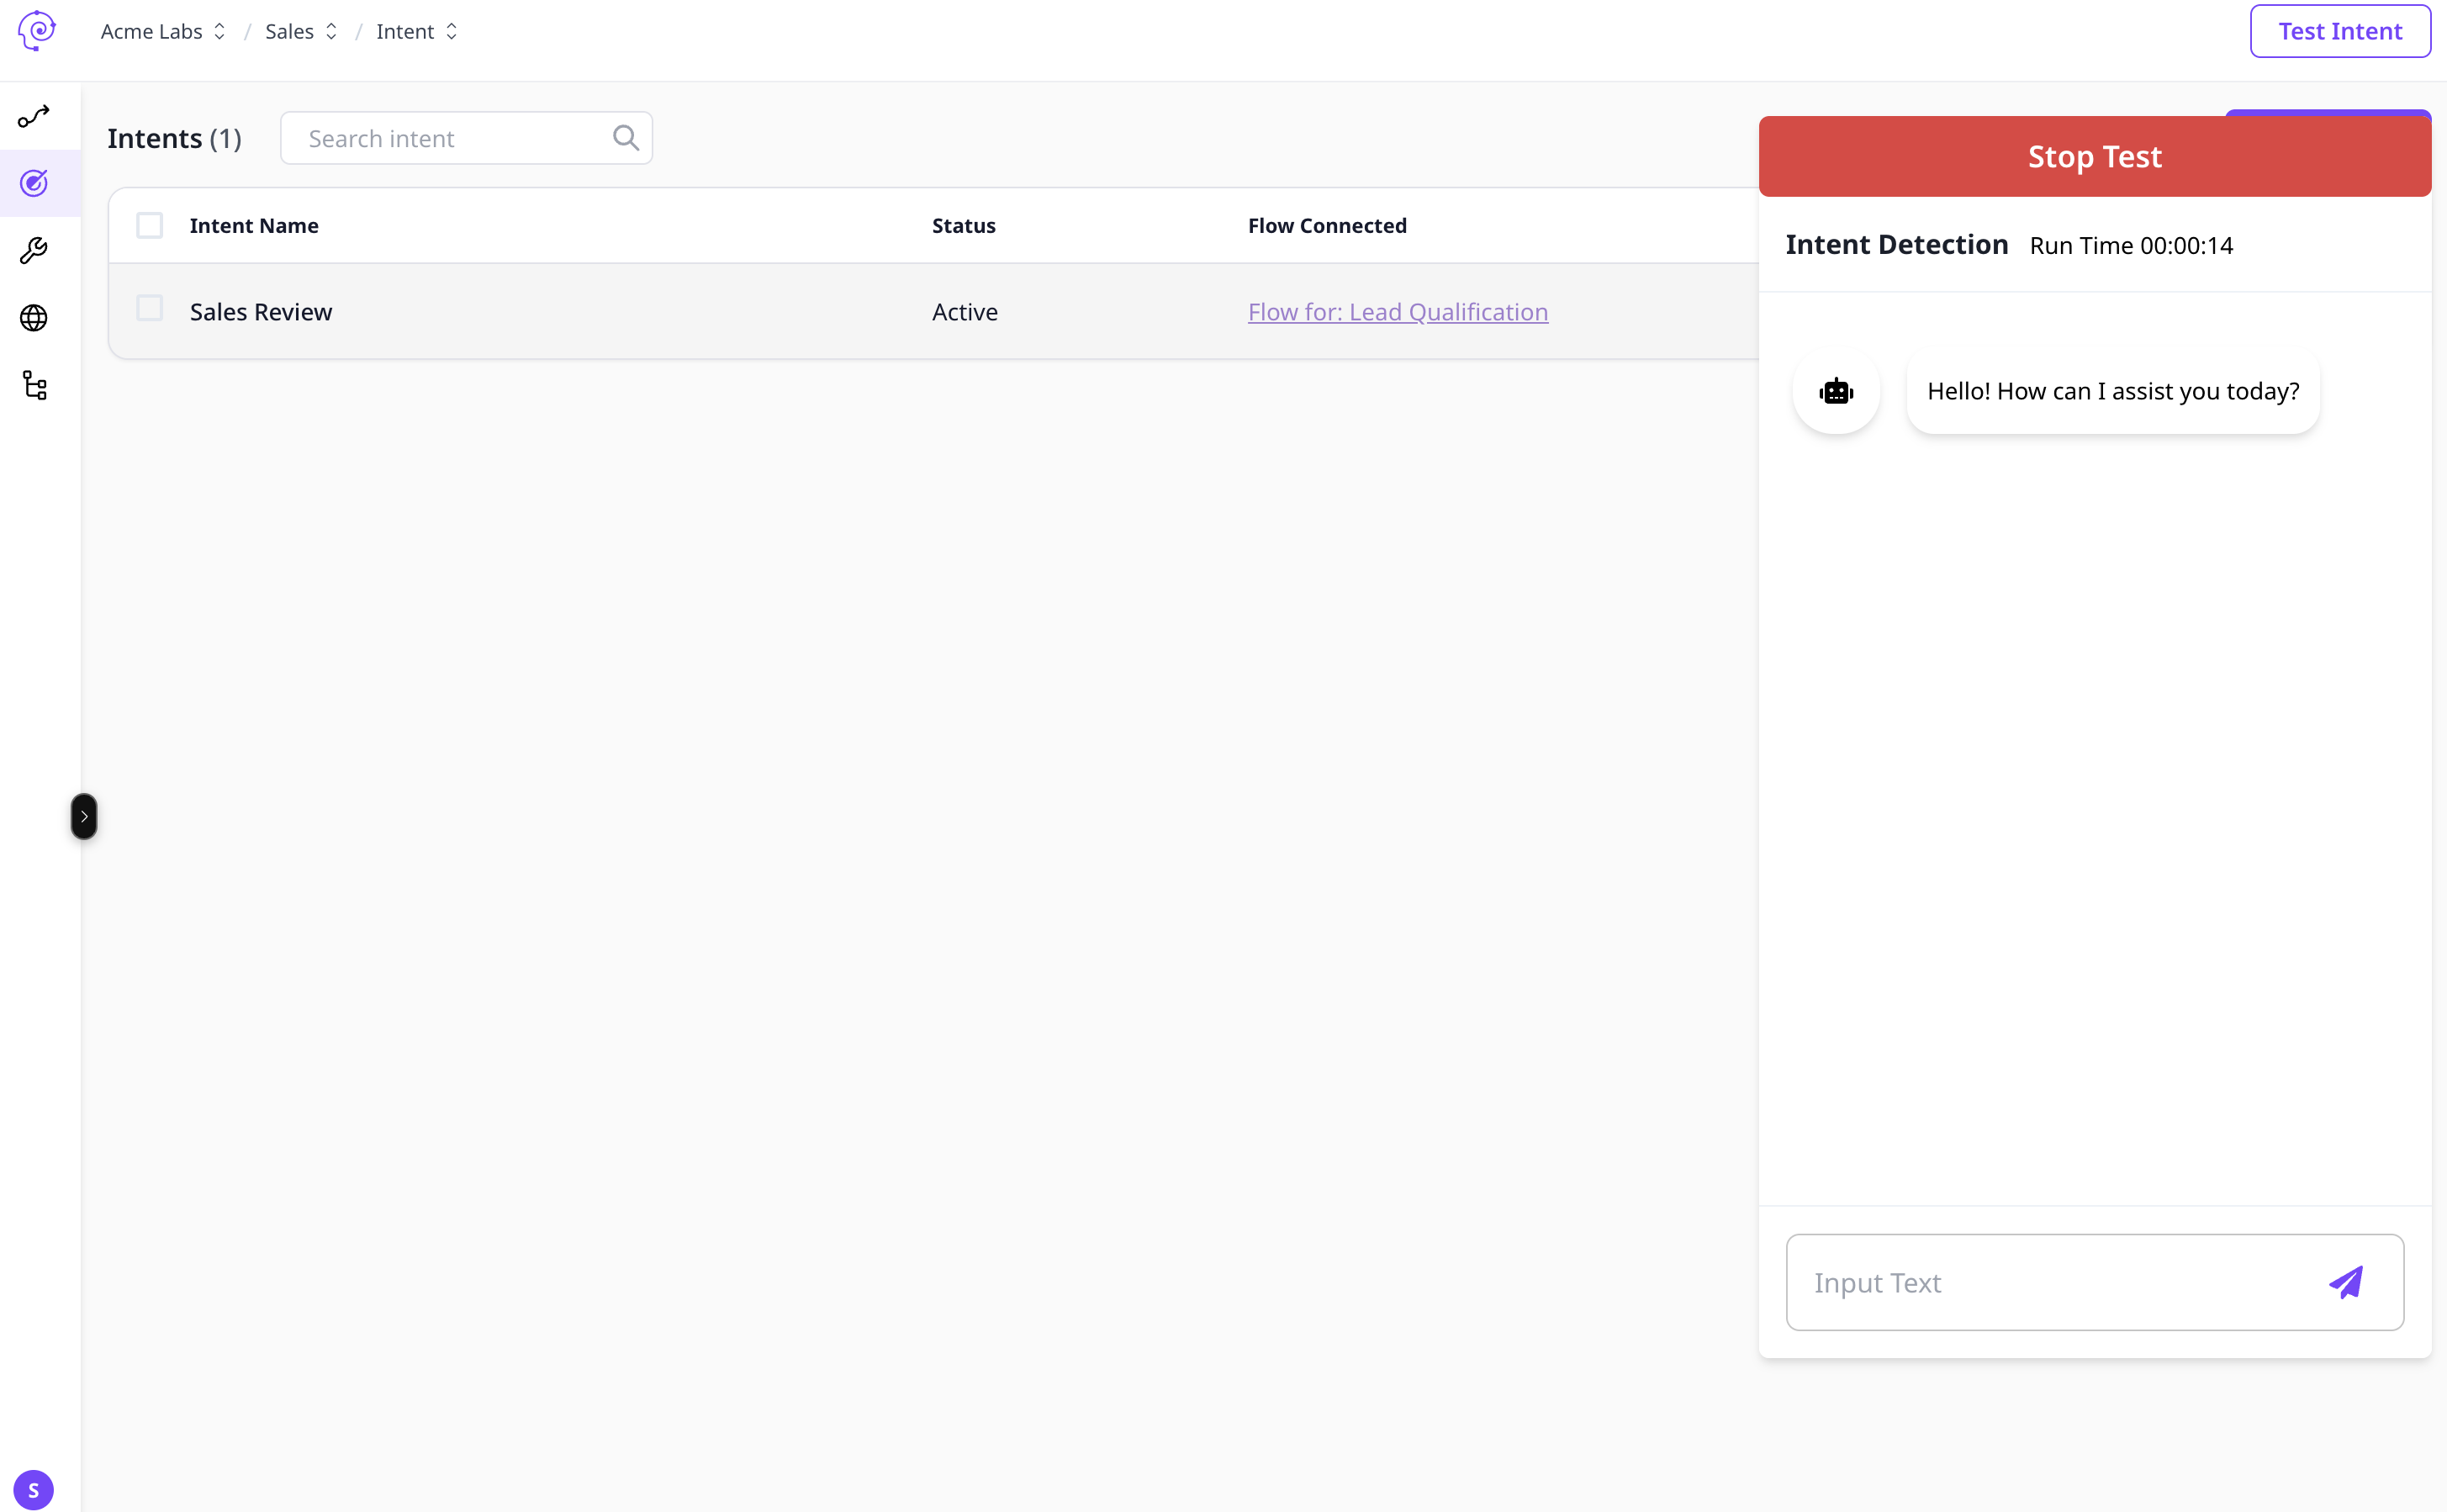 Acme Labs / Sales / Intent
Test Intent
Intents (1)
Search intent
Stop Test
Intent Name Status Flow Connected
Intent Detection Run Time 00:00:14
Sales Review Active Flow for: Lead Qualification
Hello! How can I assist you today?
Input Text
S